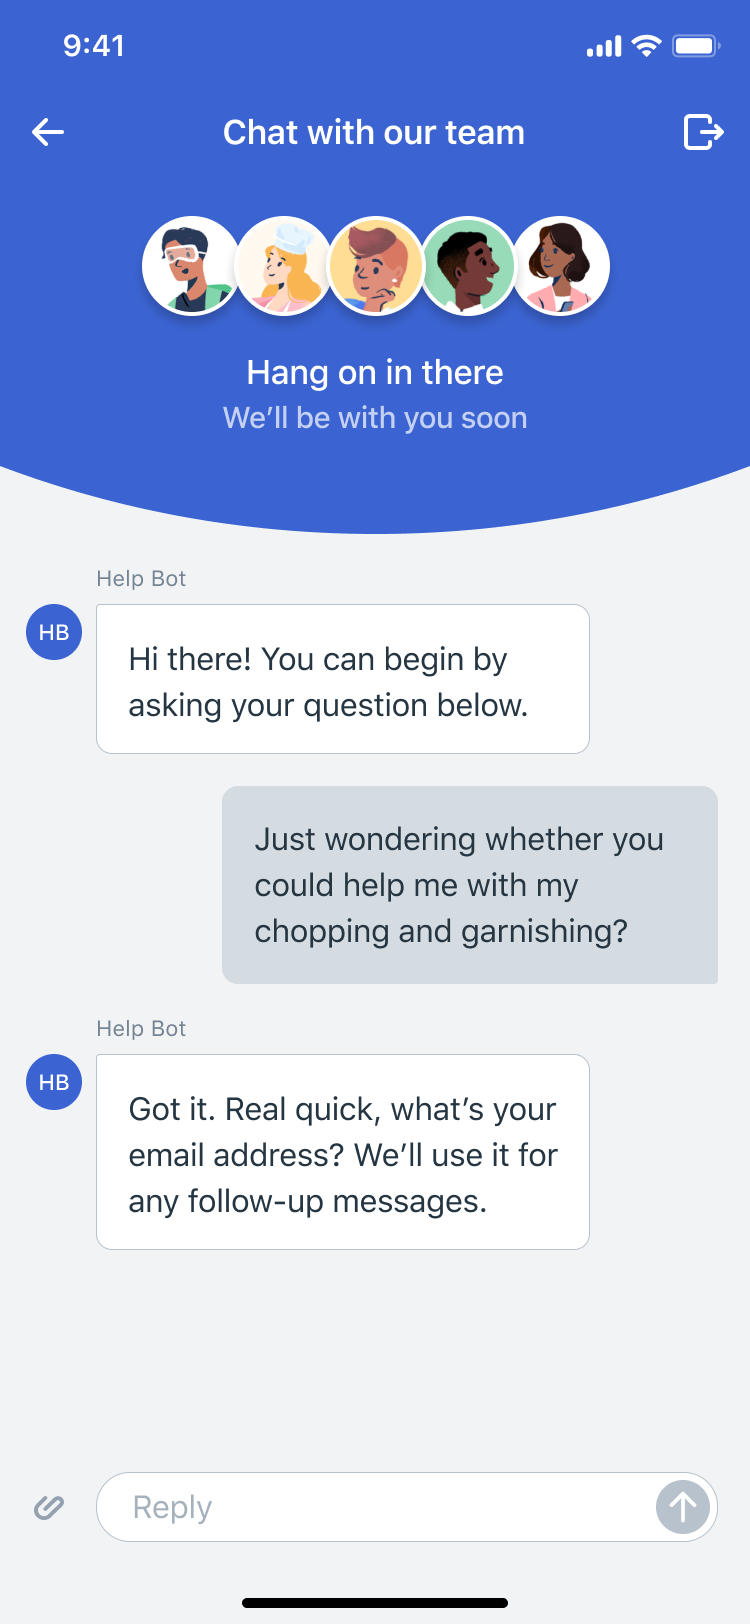 9:41
Chat with our team
Hang on in there
We’ll be with you soon
Help Bot
HB
Hi there! You can begin by
asking your question below.
Just wondering whether you
could help me with my
chopping and garnishing?
Help Bot
HB
Got it. Real quick, what’s your
email address? We’ll use it for
any follow-up messages.
Reply